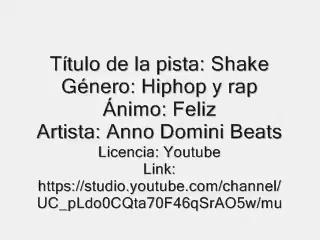 Título de la pista: Shake
Género: Hiphop y rap
Ánimo: Feliz
Artista: Anno Domini Beats
Licencia: Youtube
Link:
https://studio.youtube.com/channel/
UC_pLdo0CQta70F46qSrAO5w/mu